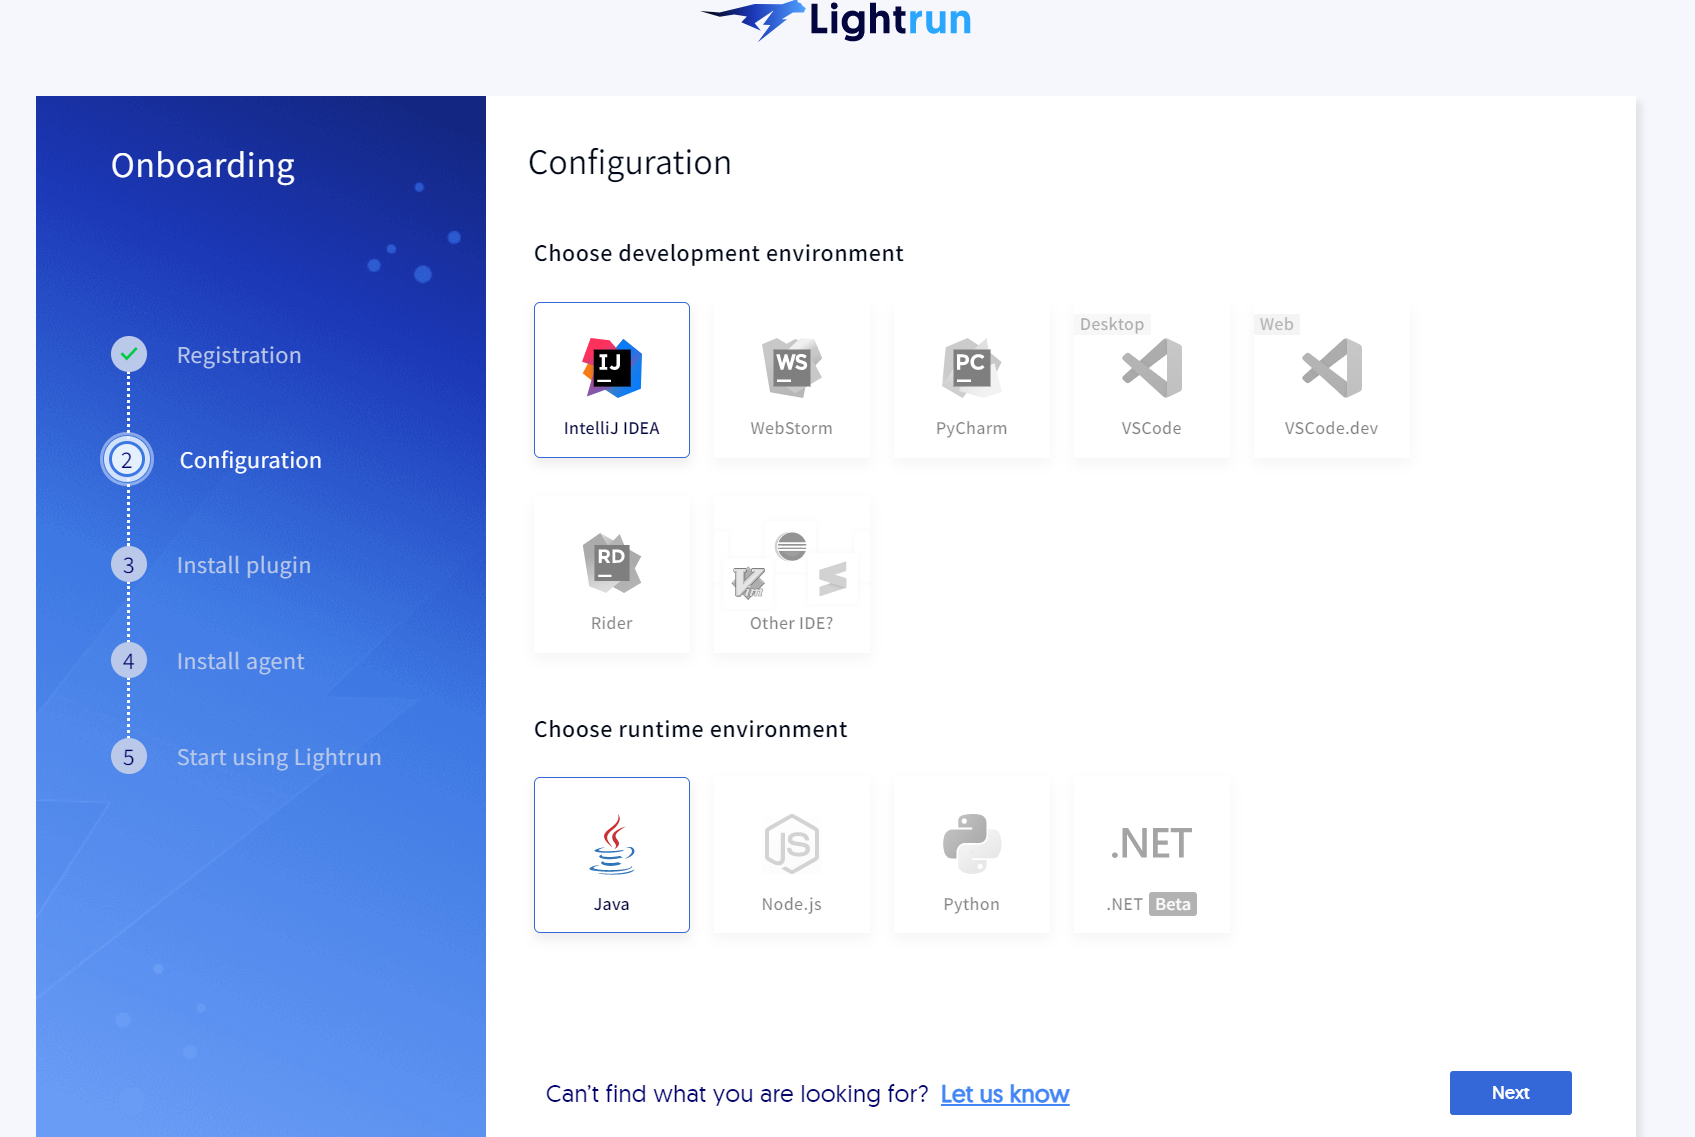 Lightrun
Onboarding
Registration
2 Configuration
3 Install plugin
4 Install agent
5 Start using Lightrun
Configuration
Choose development environment
IJ
IntelliJ IDEA
WS
WebStorm
PC
PyCharm
Desktop
VSCode
Web
VSCode.dev
RD
Rider
Vim
Other IDE?
Choose runtime environment
Java
JS
Node.js
Python
.NET
.NET Beta
Can't find what you are looking for? Let us know
Next